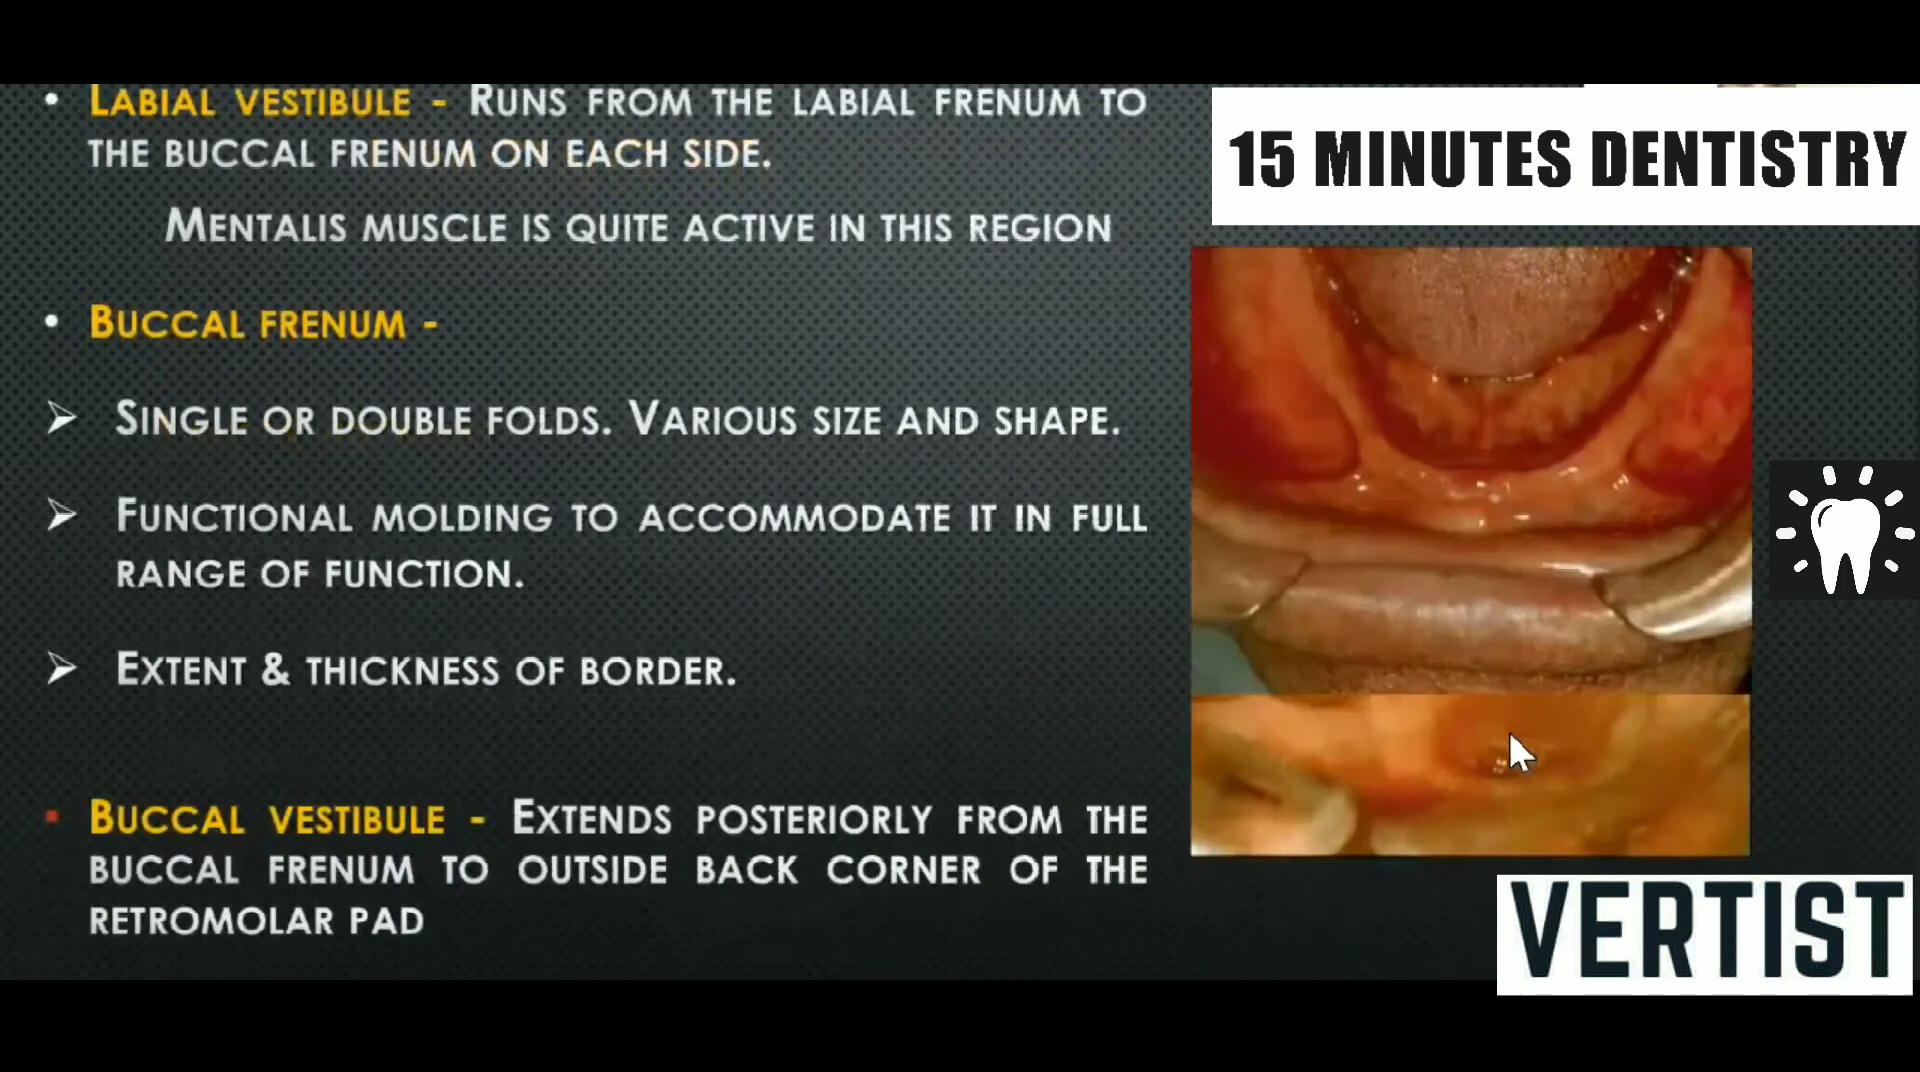 • LABIAL VESTIBULE - RUNS FROM THE LABIAL FRENUM TO
THE BUCCAL FRENUM ON EACH SIDE.
MENTALIS MUSCLE IS QUITE ACTIVE IN THIS REGION
• BUCCAL FRENUM -
➢ SINGLE OR DOUBLE FOLDS. VARIOUS SIZE AND SHAPE.
➢ FUNCTIONAL MOLDING TO ACCOMMODATE IT IN FULL
RANGE OF FUNCTION.
➢ EXTENT & THICKNESS OF BORDER.
▪ BUCCAL VESTIBULE - EXTENDS POSTERIORLY FROM THE
BUCCAL FRENUM TO OUTSIDE BACK CORNER OF THE
RETROMOLAR PAD
15 MINUTES DENTISTRY
VERTIST